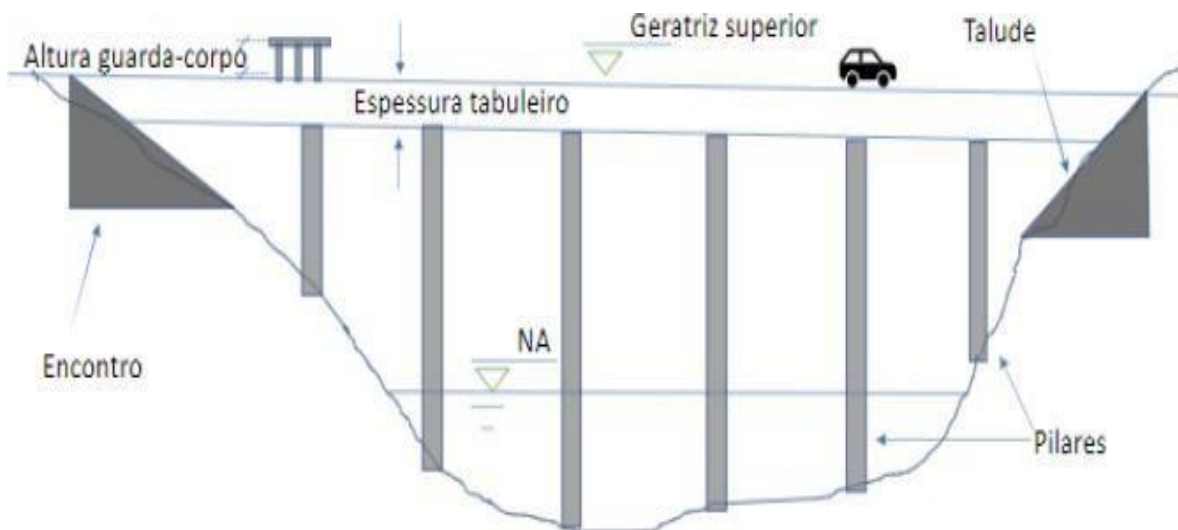 Geratriz superior
Talude
Altura guarda-corpo
Espessura tabuleiro
NA
Encontro
Pilares